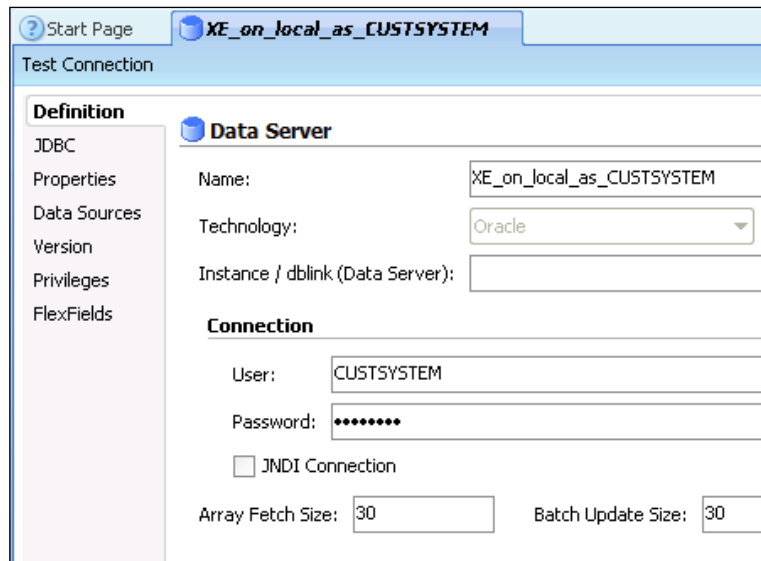 Start Page XE_on_local_as_CUSTSYSTEM
Test Connection
Definition
JDBC
Properties
Data Sources
Version
Privileges
FlexFields
Data Server
Name: XE_on_local_as_CUSTSYSTEM
Technology: Oracle
Instance / dblink (Data Server):
Connection
User: CUSTSYSTEM
Password: ••••••••
JNDI Connection
Array Fetch Size: 30 Batch Update Size: 30